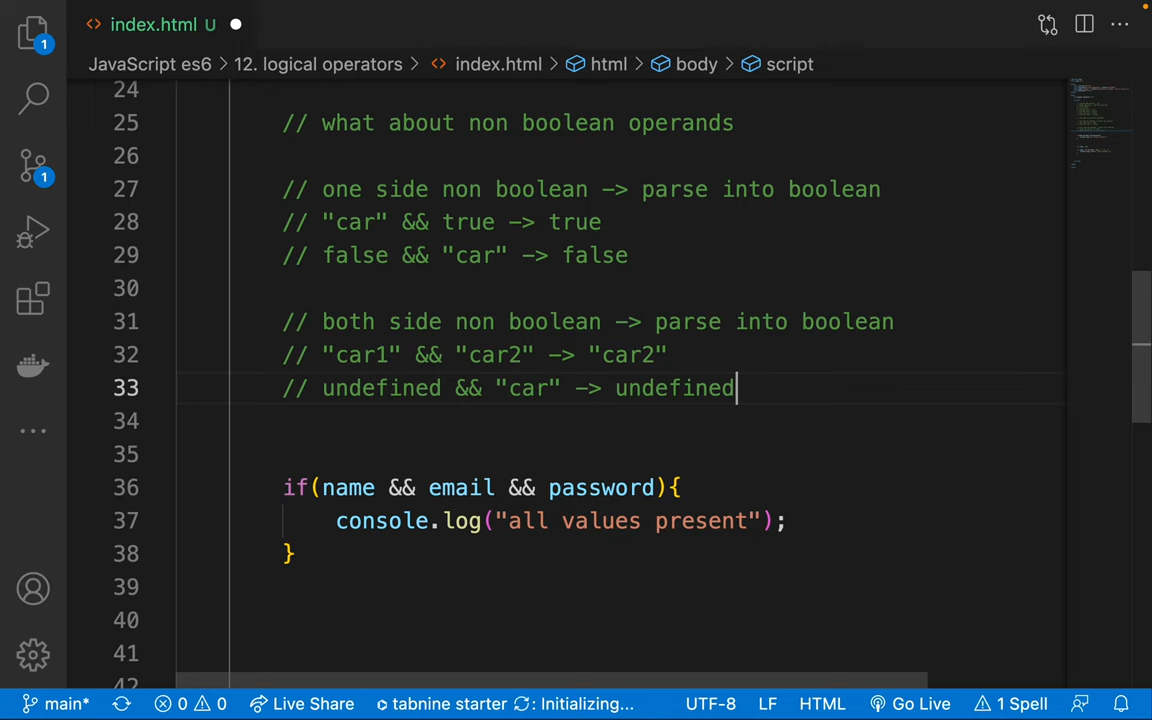 index.html U
1
JavaScript es6 > 12. logical operators > index.html > html > body > script
24
25 // what about non boolean operands
26
27 // one side non boolean -> parse into boolean
28 // "car" && true -> true
29 // false && "car" -> false
30
31 // both side non boolean -> parse into boolean
32 // "car1" && "car2" -> "car2"
33 // undefined && "car" -> undefined
34
35
36 if(name && email && password){
37 console.log("all values present");
38 }
39
40
41
42
1
main* 0 0 Live Share tabnine starter : Initializing... UTF-8 LF HTML Go Live 1 Spell